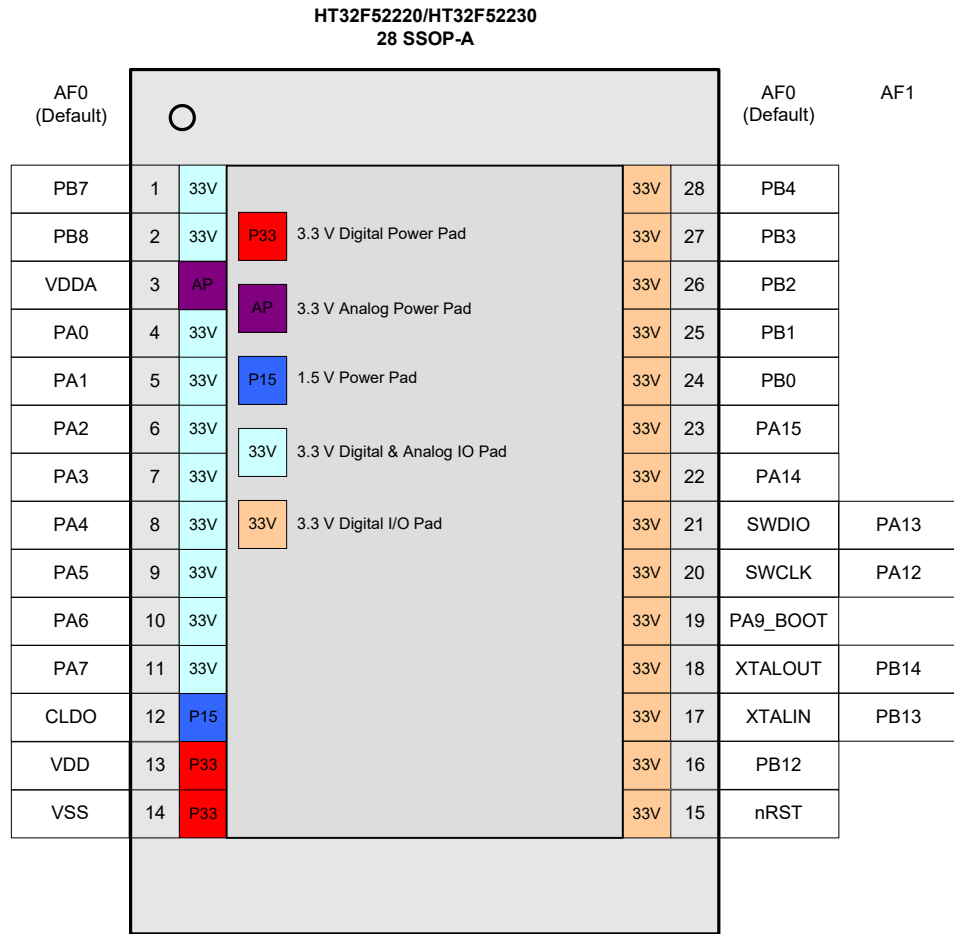 HT32F52220/HT32F52230
28 SSOP-A
AF0
(Default)
AF0
(Default)
AF1
PB7 1 33V 33V 28 PB4
PB8 2 33V P33 3.3 V Digital Power Pad 33V 27 PB3
VDDA 3 AP 33V 26 PB2
AP 3.3 V Analog Power Pad
PA0 4 33V 33V 25 PB1
PA1 5 33V P15 1.5 V Power Pad 33V 24 PB0
PA2 6 33V 33V 23 PA15
33V 3.3 V Digital & Analog IO Pad
PA3 7 33V 33V 22 PA14
PA4 8 33V 33V 3.3 V Digital I/O Pad 33V 21 SWDIO PA13
PA5 9 33V 33V 20 SWCLK PA12
PA6 10 33V 33V 19 PA9_BOOT
PA7 11 33V 33V 18 XTALOUT PB14
CLDO 12 P15 33V 17 XTALIN PB13
VDD 13 P33 33V 16 PB12
VSS 14 P33 33V 15 nRST